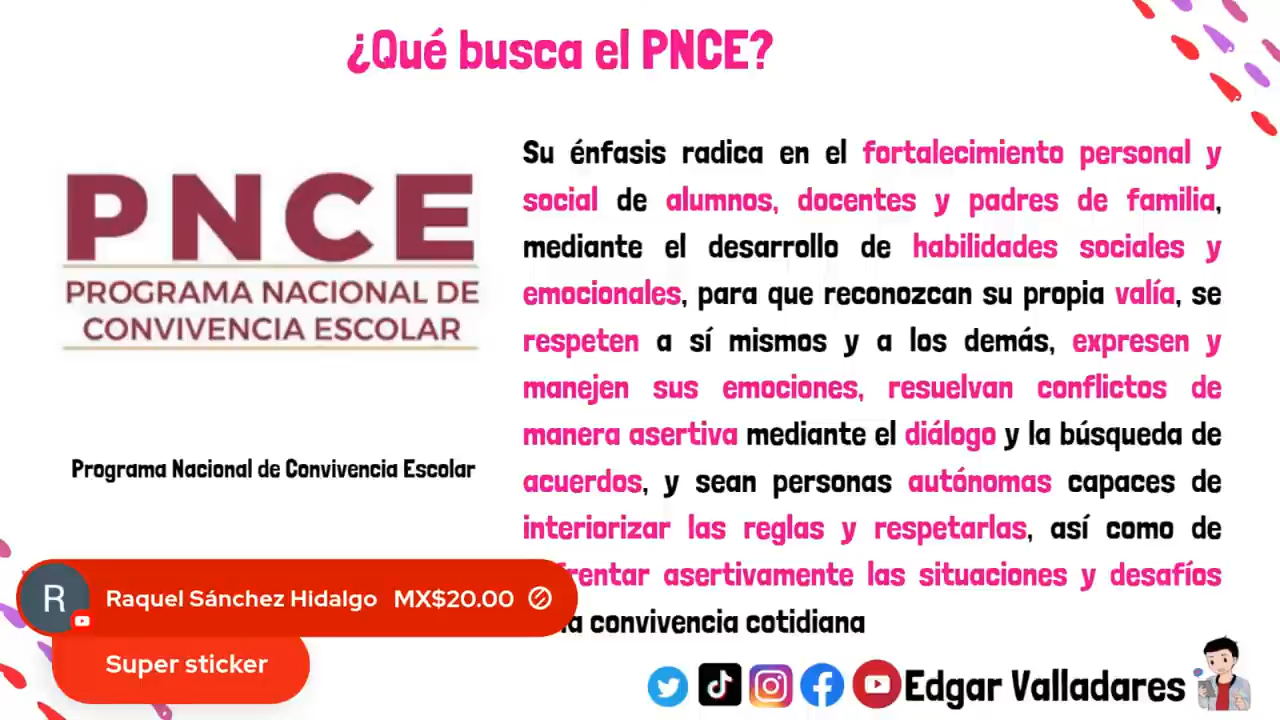 ¿Qué busca el PNCE?
PNCE
PROGRAMA NACIONAL DE
CONVIVENCIA ESCOLAR
Programa Nacional de Convivencia Escolar
Su énfasis radica en el fortalecimiento personal y
social de alumnos, docentes y padres de familia,
mediante el desarrollo de habilidades sociales y
emocionales, para que reconozcan su propia valía, se
respeten a sí mismos y a los demás, expresen y
manejen sus emociones, resuelvan conflictos de
manera asertiva mediante el diálogo y la búsqueda de
acuerdos, y sean personas autónomas capaces de
interiorizar las reglas y respetarlas, así como de
asertivamente las situaciones y desafíos
convivencia cotidiana
R
Raquel Sánchez Hidalgo MX$20.00
Super sticker
Edgar Valladares